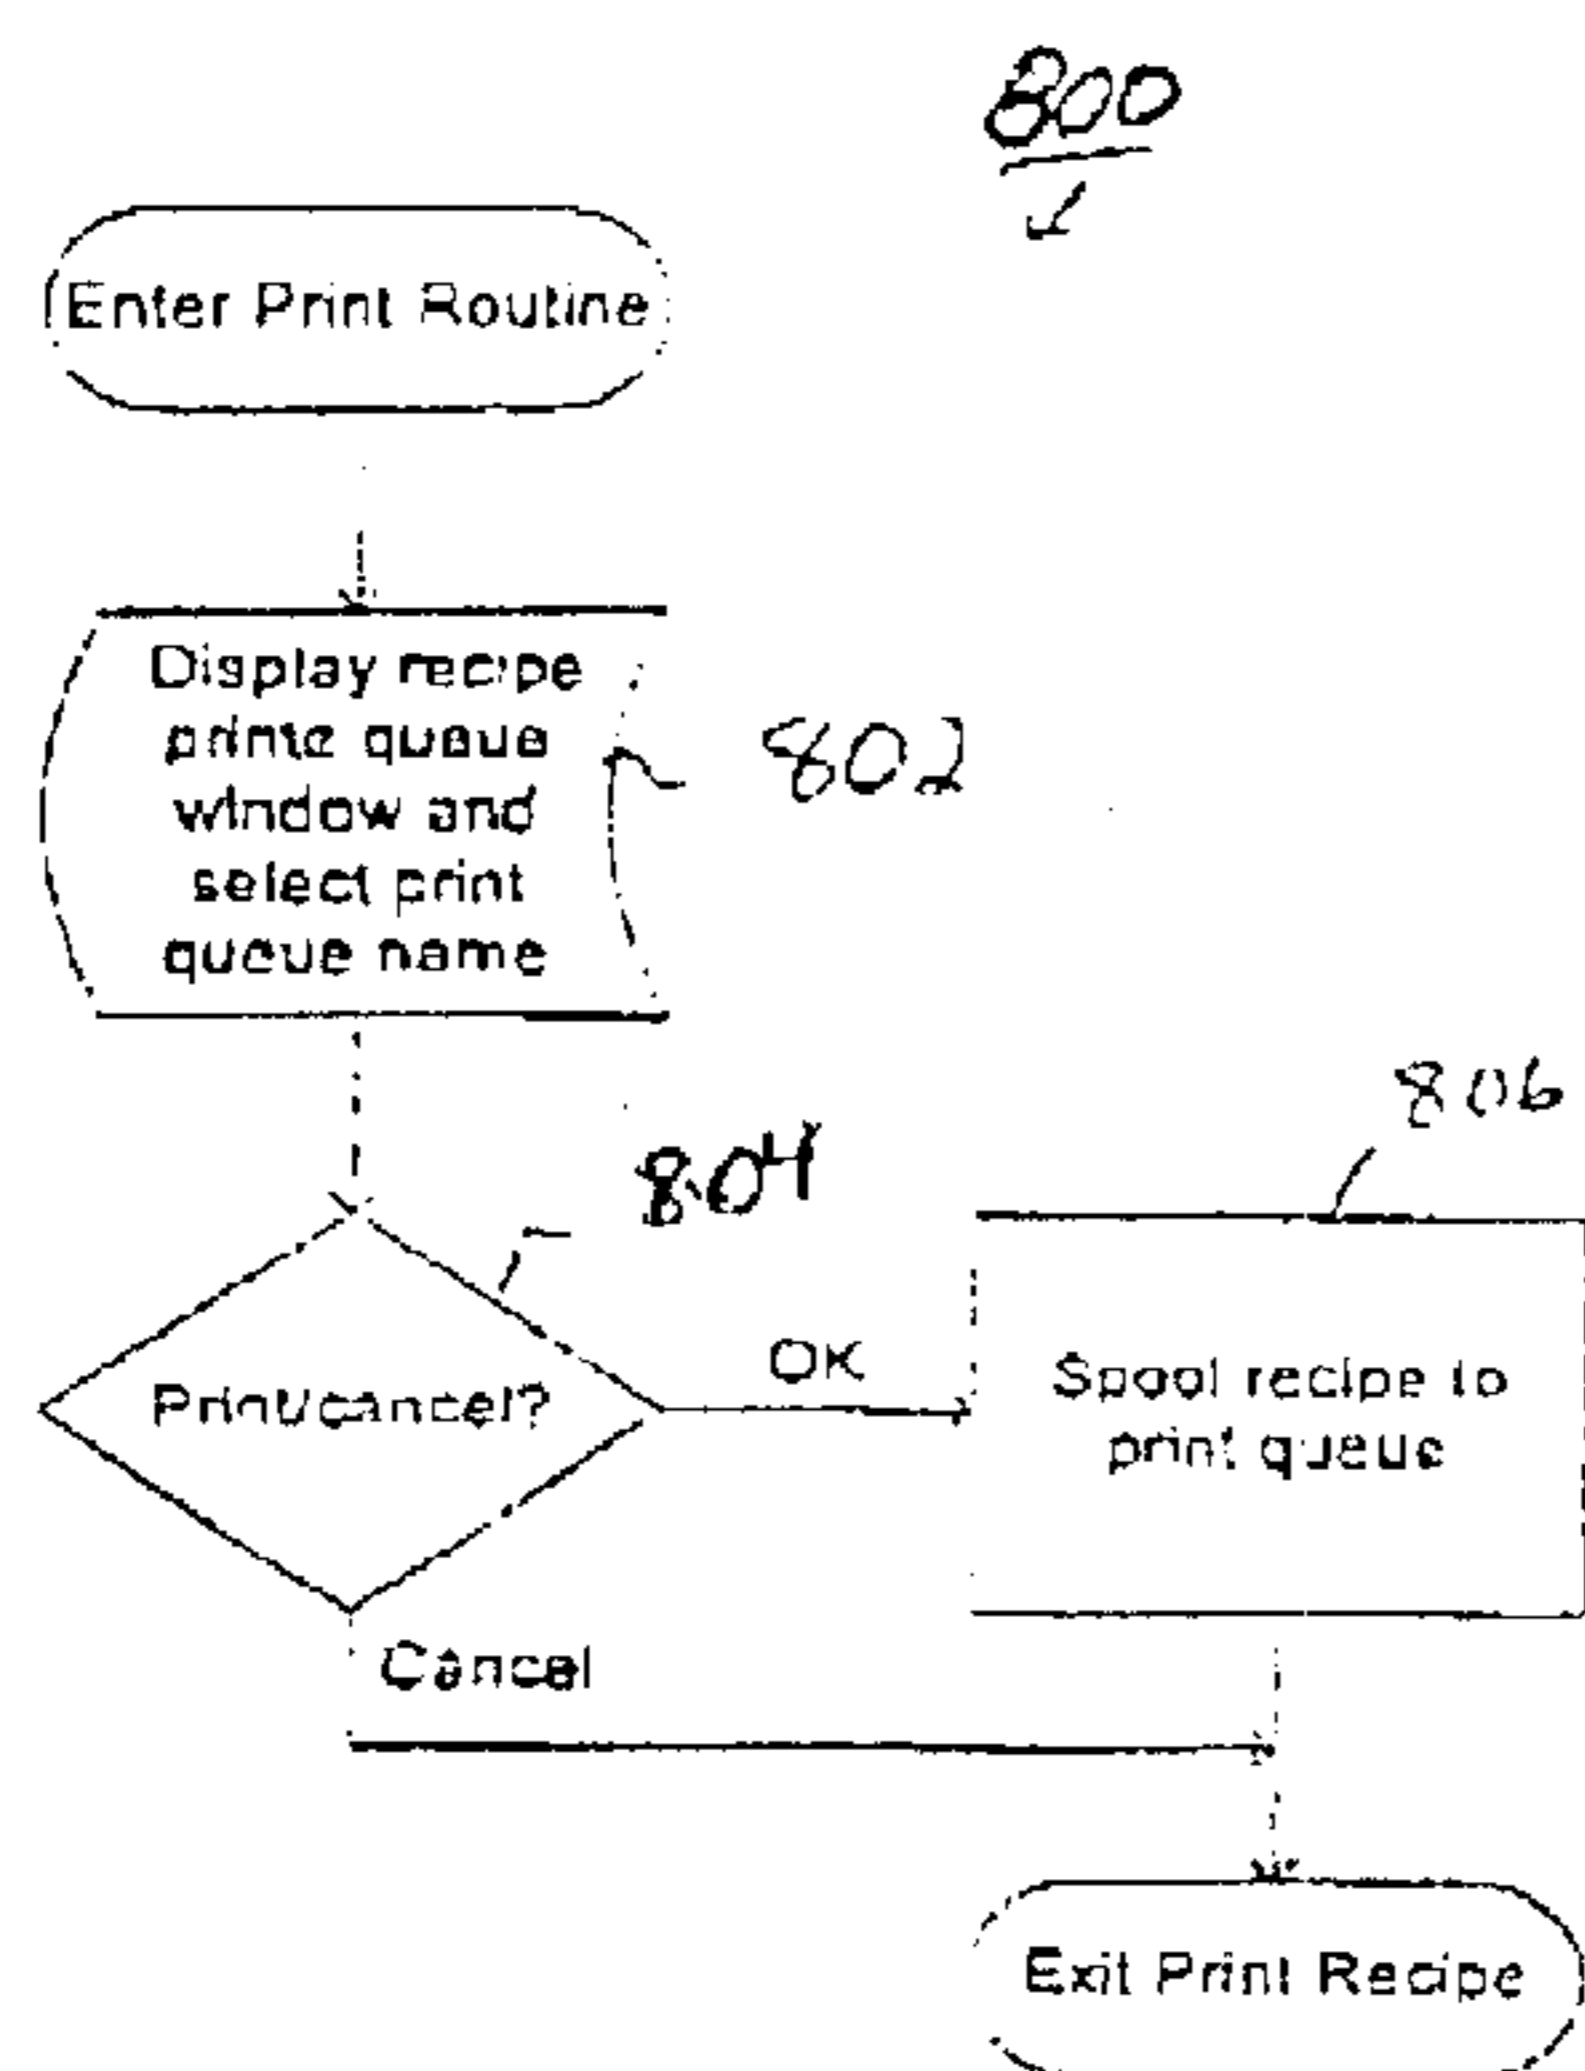 800
Enter Print Routine
Display recipe
printe queue
window and
select print
queue name
802
804
806
Print/cancel?
OK
Spool recipe to
print queue
Cancel
Exit Print Recipe